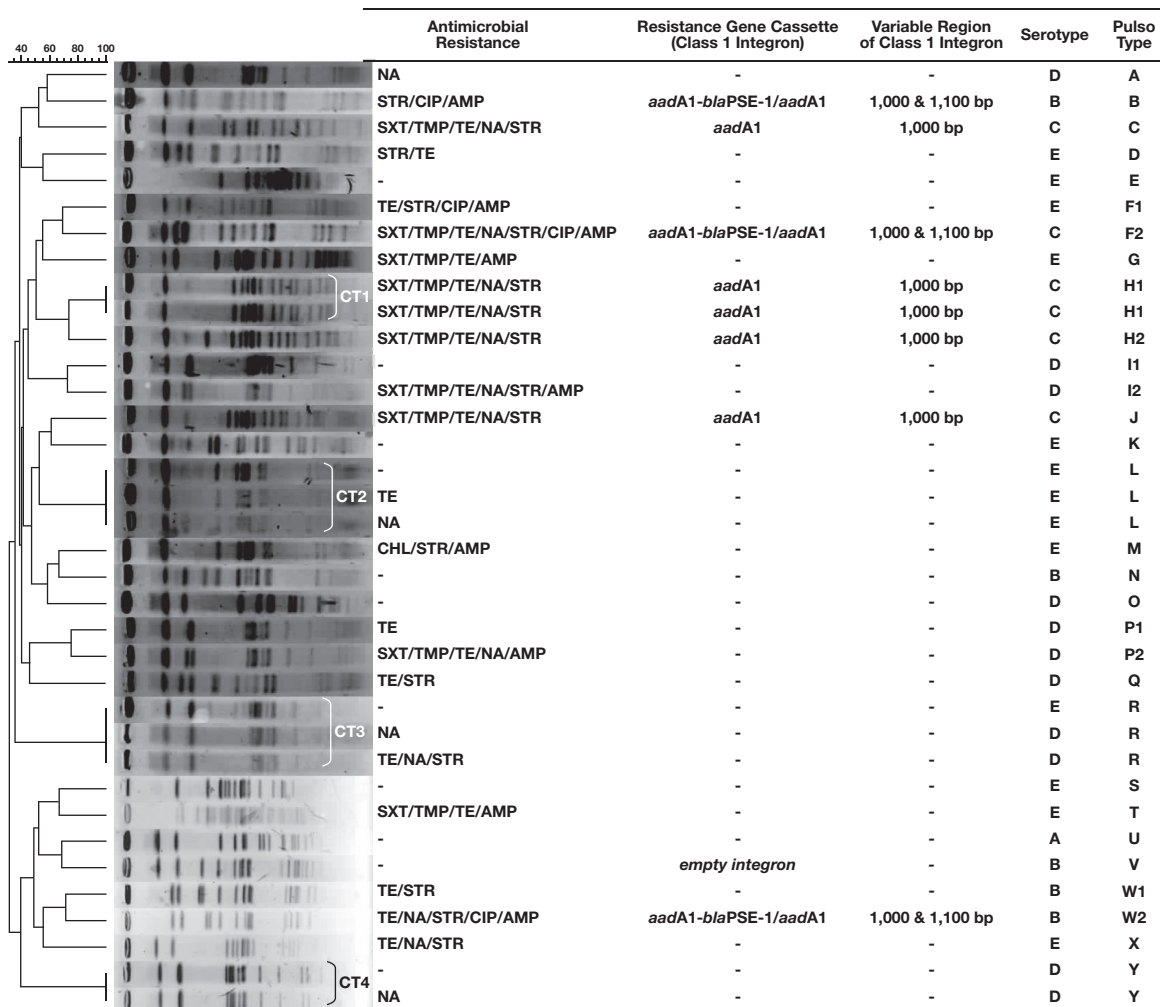 40 60 80 100
Antimicrobial Resistance Resistance Gene Cassette (Class 1 Integron) Variable Region of Class 1 Integron Serotype Pulso Type
NA - - D A
STR/CIP/AMP aadA1-blaPSE-1/aadA1 1,000 & 1,100 bp B B
SXT/TMP/TE/NA/STR aadA1 1,000 bp C C
STR/TE - - E D
- - - E E
TE/STR/CIP/AMP - - E F1
SXT/TMP/TE/NA/STR/CIP/AMP aadA1-blaPSE-1/aadA1 1,000 & 1,100 bp C F2
SXT/TMP/TE/AMP - - E G
CT1 SXT/TMP/TE/NA/STR aadA1 1,000 bp C H1
SXT/TMP/TE/NA/STR aadA1 1,000 bp C H1
SXT/TMP/TE/NA/STR aadA1 1,000 bp C H2
- - - D I1
SXT/TMP/TE/NA/STR/AMP - - D I2
SXT/TMP/TE/NA/STR aadA1 1,000 bp C J
- - - E K
- - - E L
CT2 TE - - E L
NA - - E L
CHL/STR/AMP - - E M
- - - B N
- - - D O
TE - - D P1
SXT/TMP/TE/NA/AMP - - D P2
TE/STR - - D Q
- - - E R
CT3 NA - - D R
TE/NA/STR - - D R
- - - E S
SXT/TMP/TE/AMP - - E T
- - - A U
- empty integron - B V
TE/STR - - B W1
TE/NA/STR/CIP/AMP aadA1-blaPSE-1/aadA1 1,000 & 1,100 bp B W2
TE/NA/STR - - E X
CT4 - - - D Y
NA - - D Y